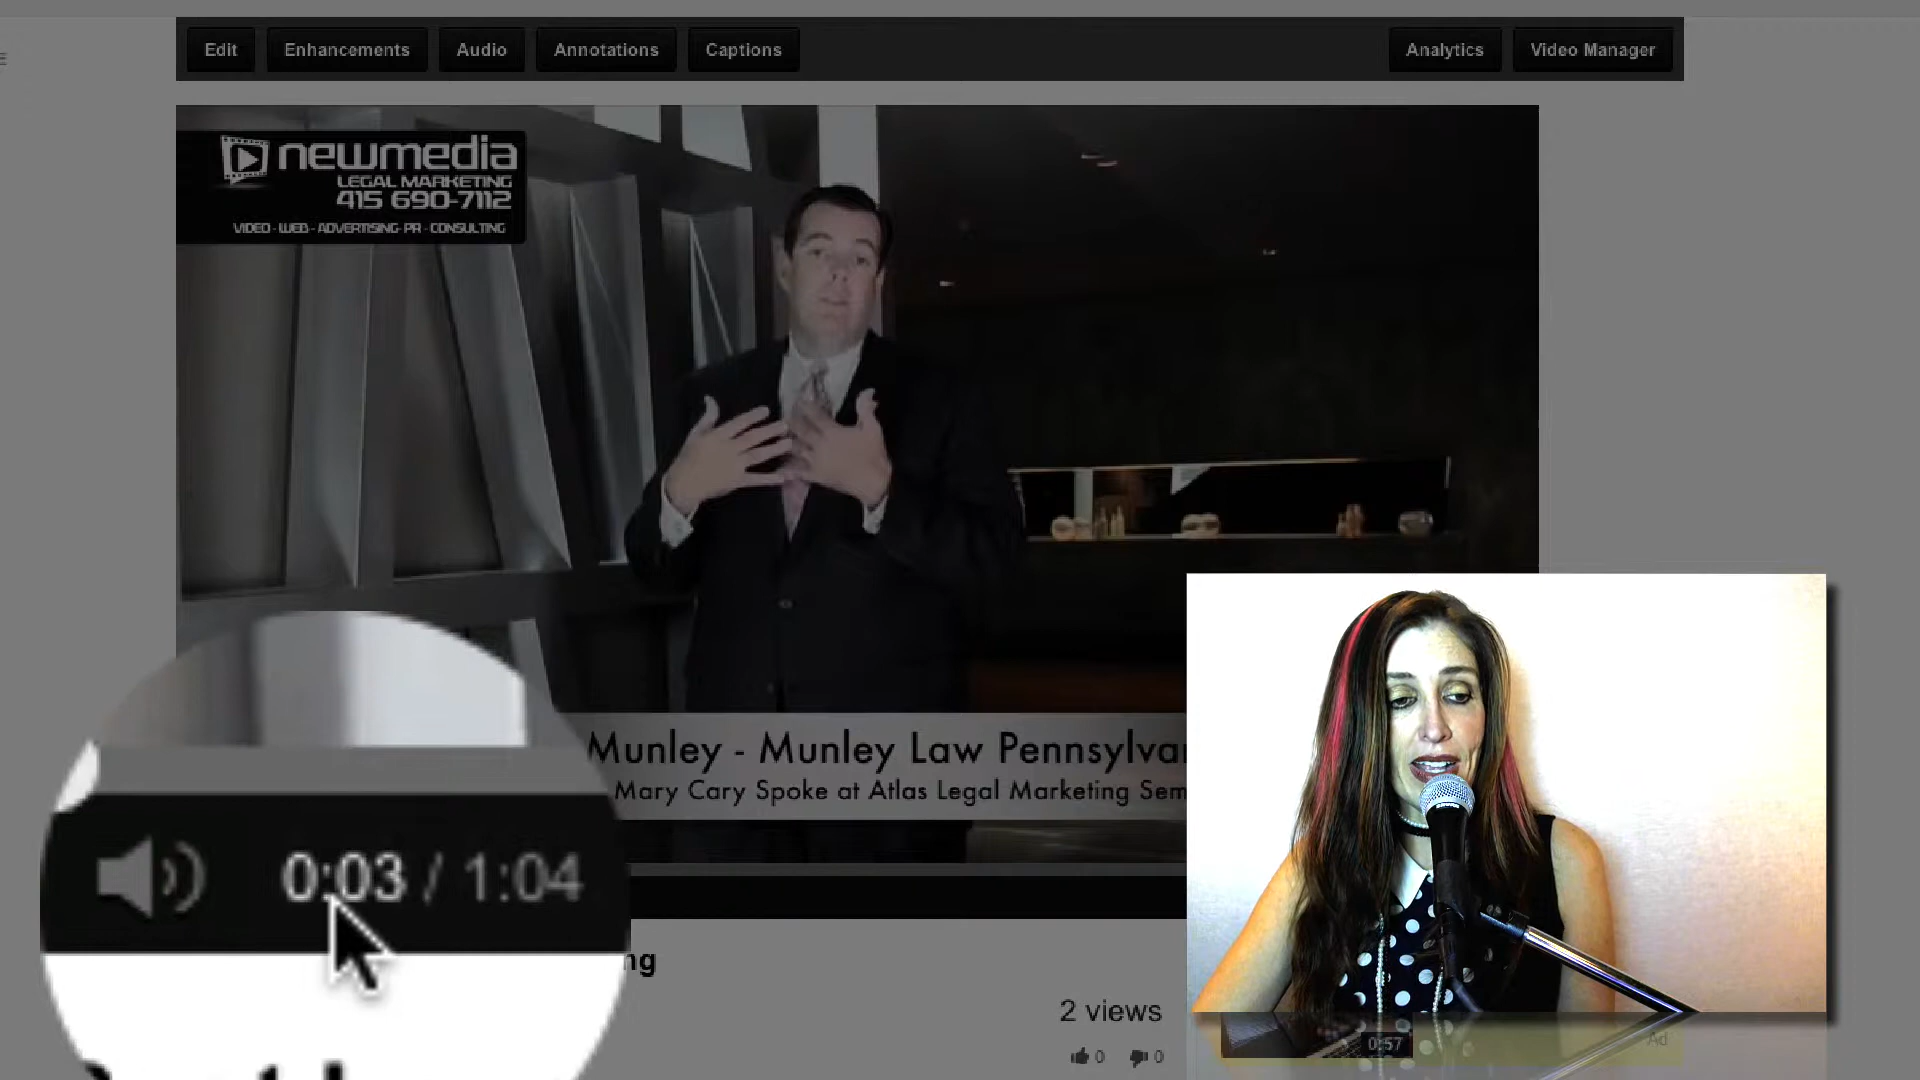 Edit Enhancements Audio Annotations Captions Analytics Video Manager
newmedia
LEGAL MARKETING
415 690-7112
VIDEO - WEB - ADVERTISING- PR - CONSULTING
Munley - Munley Law Pennsylvan
Mary Cary Spoke at Atlas Legal Marketing Sem
0:03 / 1:04
ng
2 views
0 0
0:57
Ad